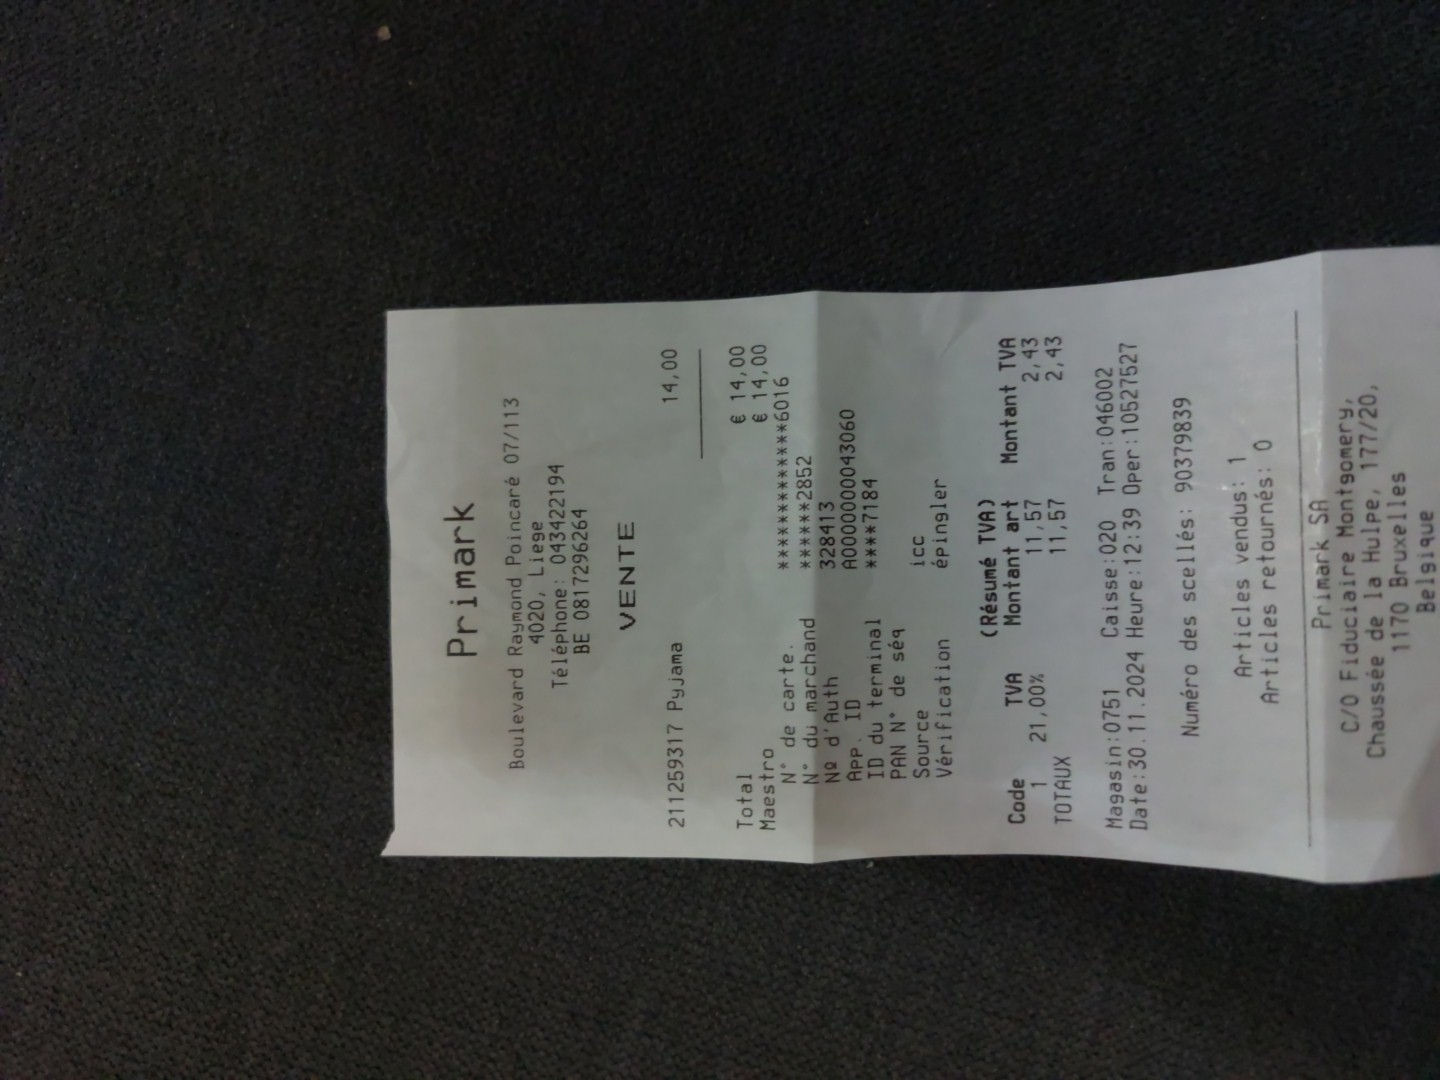 Primark
Boulevard Raymond Poincaré 07/113
4020, Liege
Téléphone: 043422194
BE 0817296264
VENTE
211259317 Pyjama 14,00
Total € 14,00
Maestro € 14,00
N° de carte. ***************6016
N° du marchand ******2852
Nº d'Auth 328413
App. ID A0000000043060
ID du terminal ****7184
PAN N° de séq
Source icc
Vérification épingler
(Résumé TVA)
Code TVA Montant art Montant TVA
1 21,00% 11,57 2,43
TOTAUX 11,57 2,43
Magasin:0751 Caisse:020 Tran:046002
Date:30.11.2024 Heure:12:39 Oper:10527527
Numéro des scellés: 90379839
Articles vendus: 1
Articles retournés: 0
Primark SA
C/O Fiduciaire Montgomery,
Chaussée de la Hulpe, 177/20,
1170 Bruxelles
Belgique